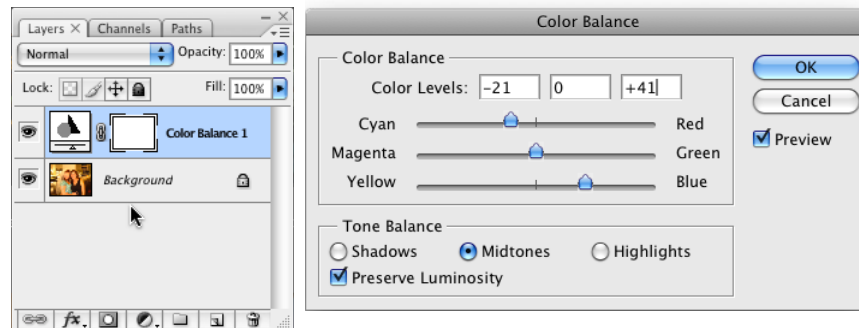 Layers × Channels Paths
Normal Opacity: 100%
Lock: Fill: 100%
Color Balance 1
Background
fx
Color Balance
Color Balance
Color Levels: -21 0 +41
Cyan Red
Magenta Green
Yellow Blue
Tone Balance
Shadows Midtones Highlights
Preserve Luminosity
OK
Cancel
Preview